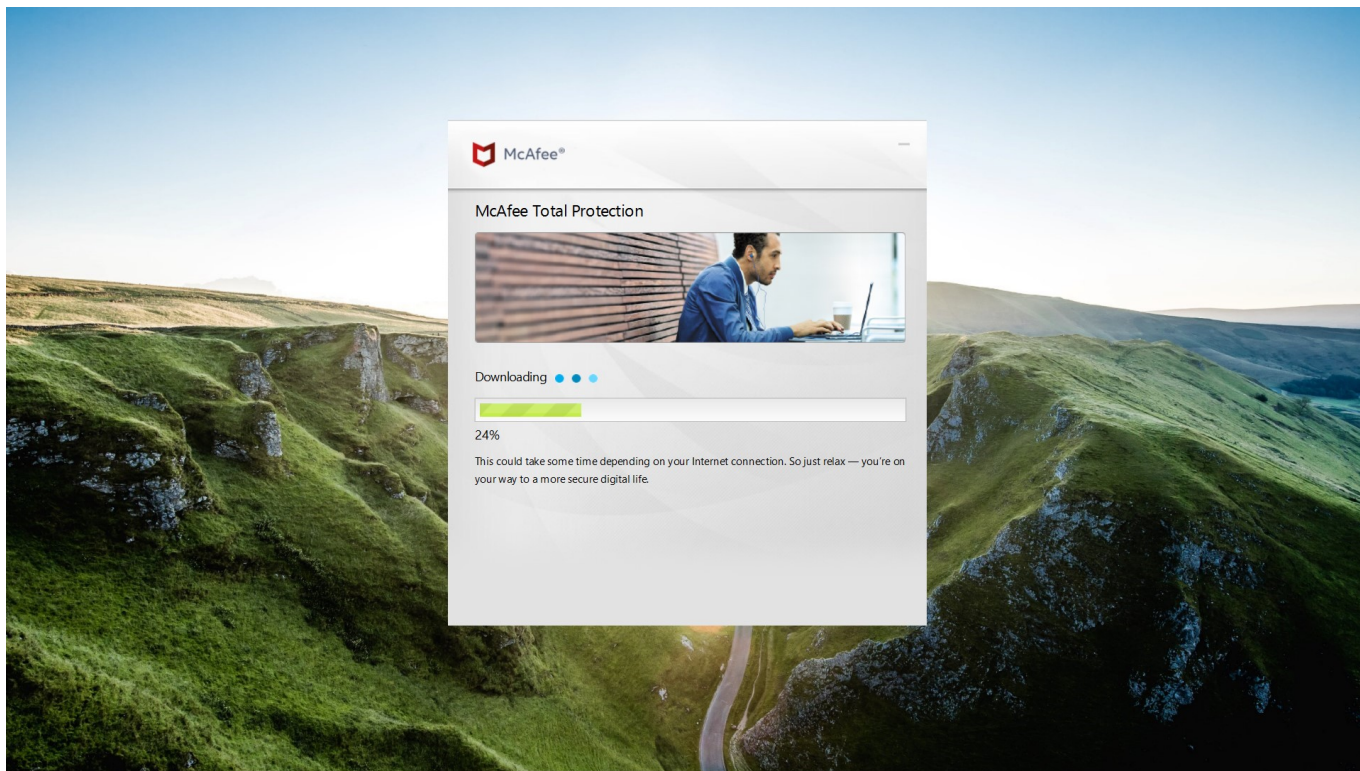 McAfee®
McAfee Total Protection
Downloading
24%
This could take some time depending on your Internet connection. So just relax — you're on
your way to a more secure digital life.